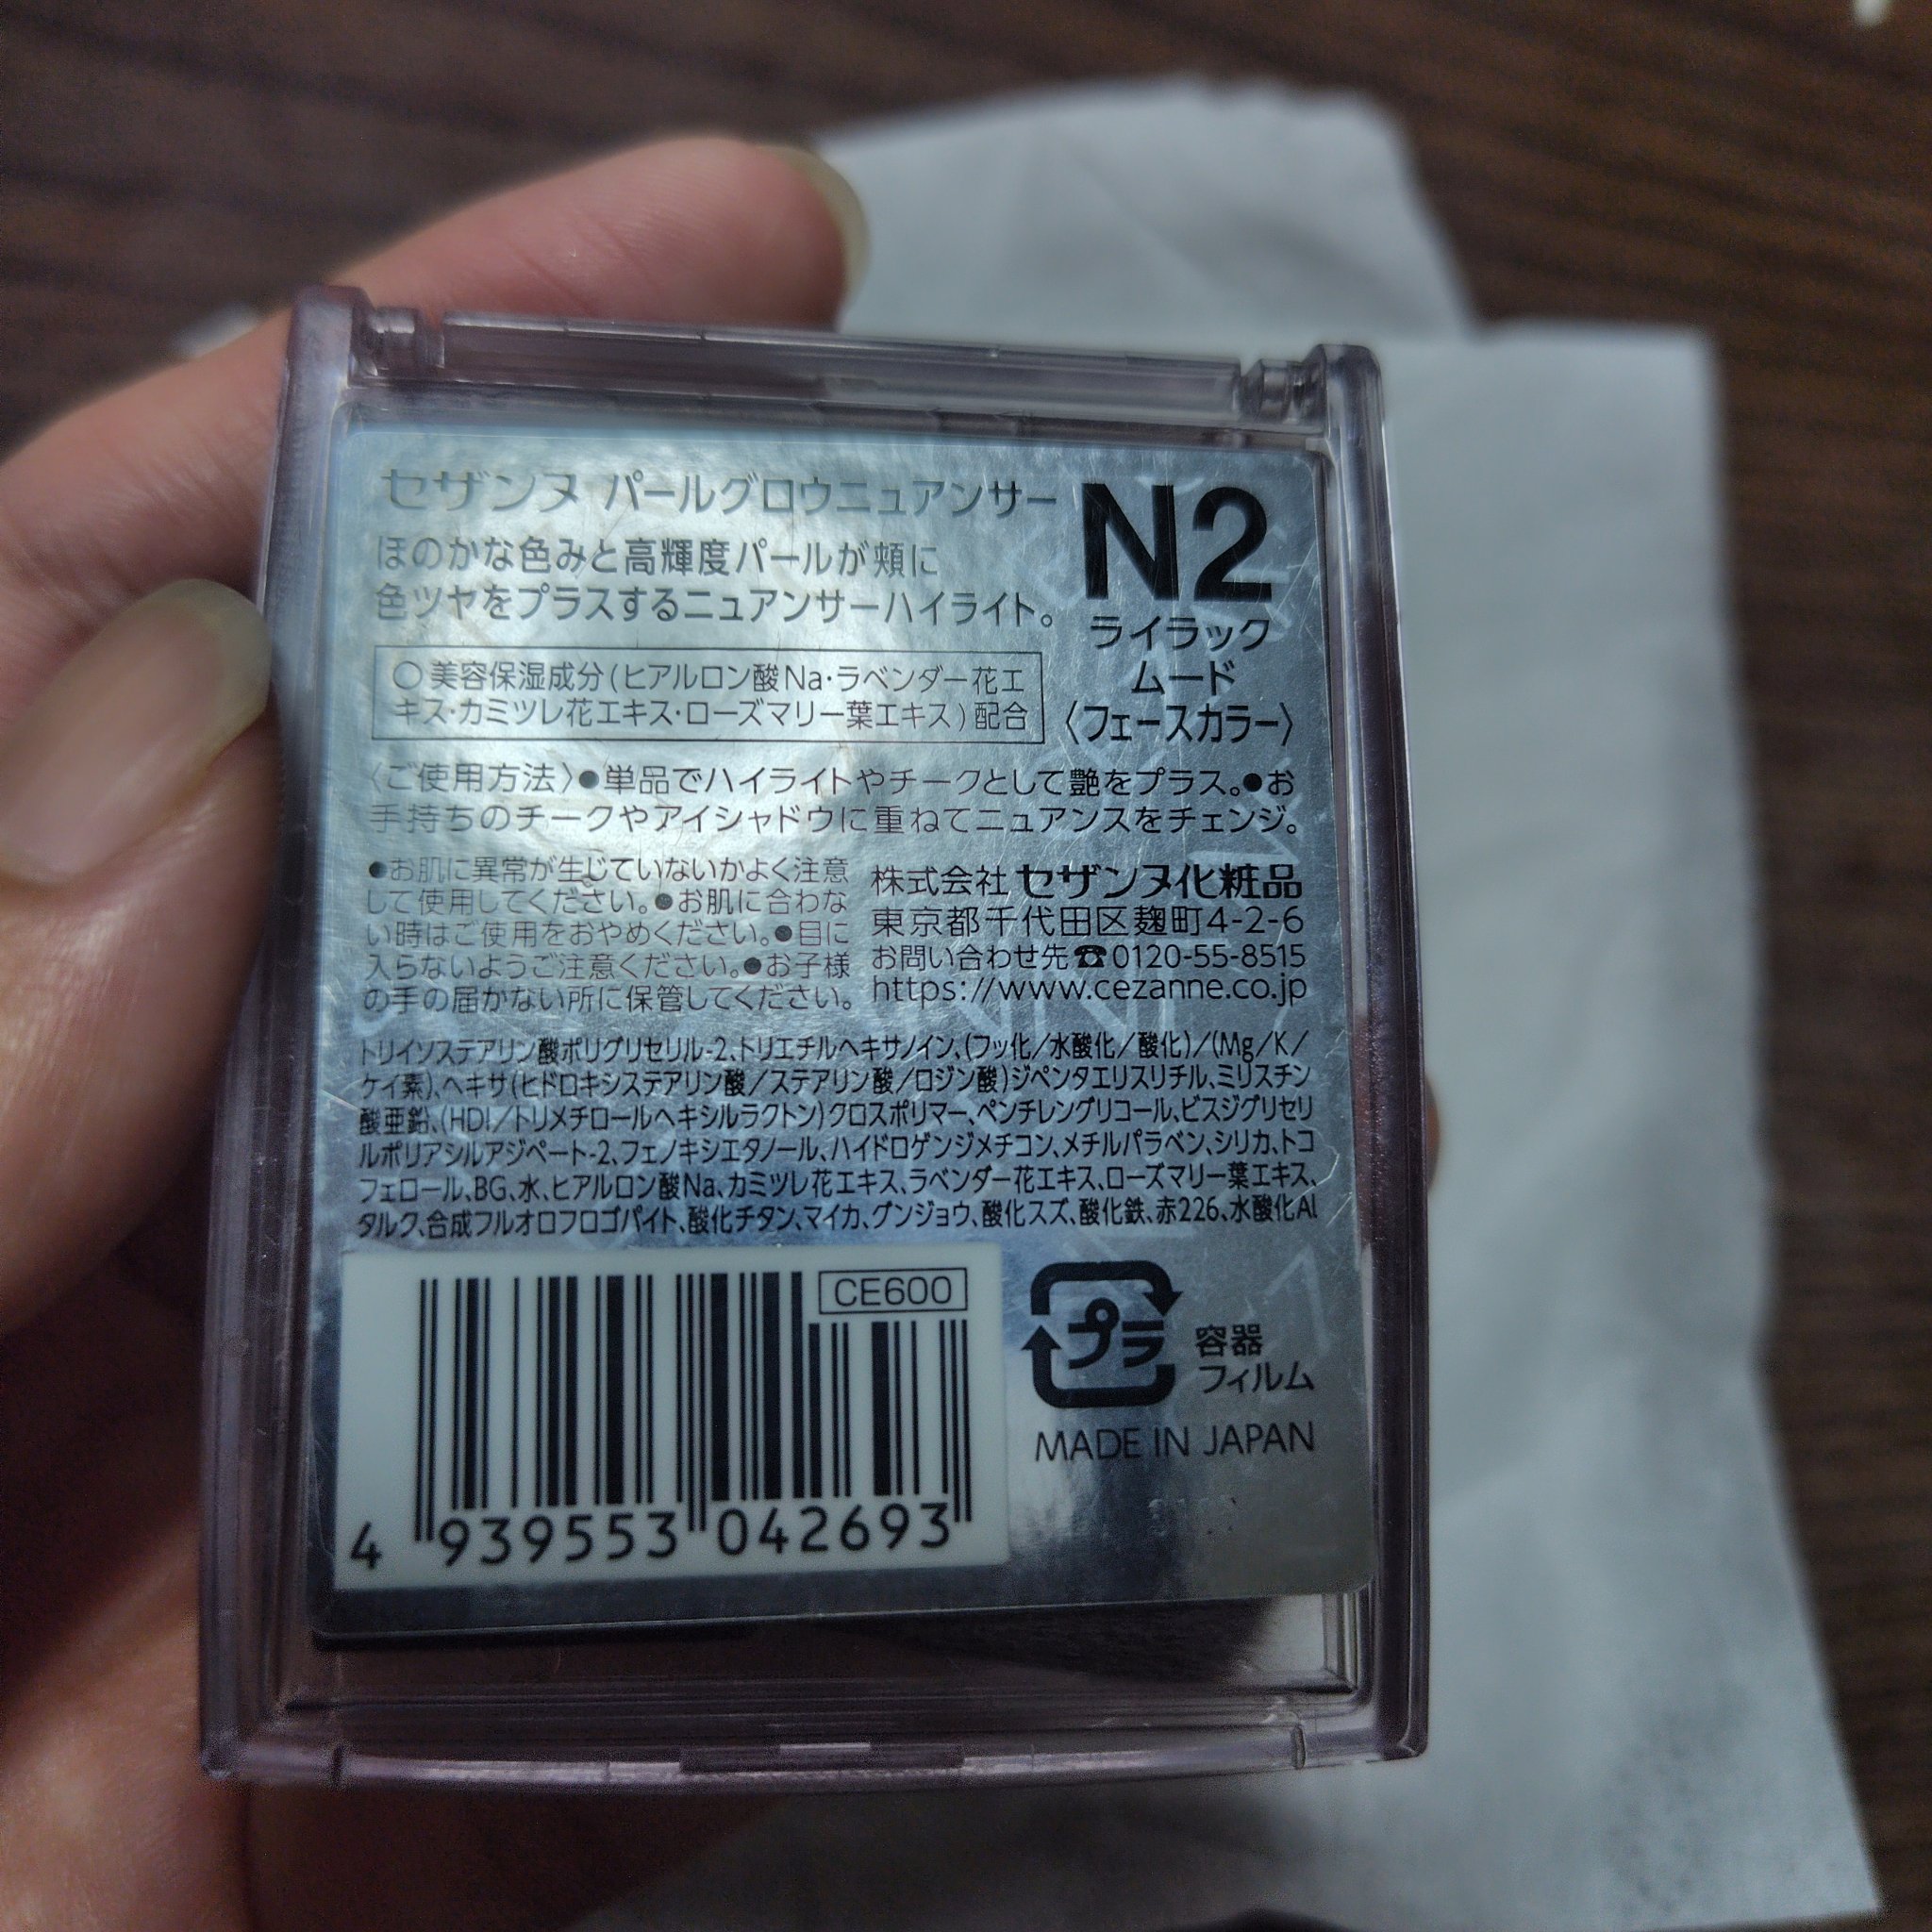 セザンヌ パールグロウニュアンサー
ほのかな色みと高輝度パールが頬に
色ツヤをプラスするニュアンサーハイライト。
N2
ライラック
ムード
〈フェースカラー〉
○美容保湿成分(ヒアルロン酸Na・ラベンダー花エ
キス・カミツレ花エキス・ローズマリー葉エキス)配合
〈ご使用方法〉●単品でハイライトやチークとして艶をプラス。●お
手持ちのチークやアイシャドウに重ねてニュアンスをチェンジ。
●お肌に異常が生じていないかよく注意
して使用してください。●お肌に合わな
い時はご使用をおやめください。●目に
入らないようご注意ください。●お子様
の手の届かない所に保管してください。
株式会社 セザンヌ化粧品
東京都千代田区麹町4-2-6
お問い合わせ先☎0120-55-8515
https://www.cezanne.co.jp
トリイソステアリン酸ポリグリセリル-2、トリエチルヘキサノイン、(フッ化/水酸化/酸化)/(Mg/K/
ケイ素)、ヘキサ(ヒドロキシステアリン酸/ステアリン酸/ロジン酸)ジペンタエリスリチル、ミリスチン
酸亜鉛、(HDI/トリメチロールヘキシルラクトン)クロスポリマー、ペンチレングリコール、ビスジグリセリ
ルポリアシルアジペート-2、フェノキシエタノール、ハイドロゲンジメチコン、メチルパラベン、シリカ、トコ
フェロール、BG、水、ヒアルロン酸Na、カミツレ花エキス、ラベンダー花エキス、ローズマリー葉エキス、
タルク、合成フルオロフロゴパイト、酸化チタン、マイカ、グンジョウ、酸化スズ、酸化鉄、赤226、水酸化Al
CE600
4 939553 042693
プラ
容器
フィルム
MADE IN JAPAN